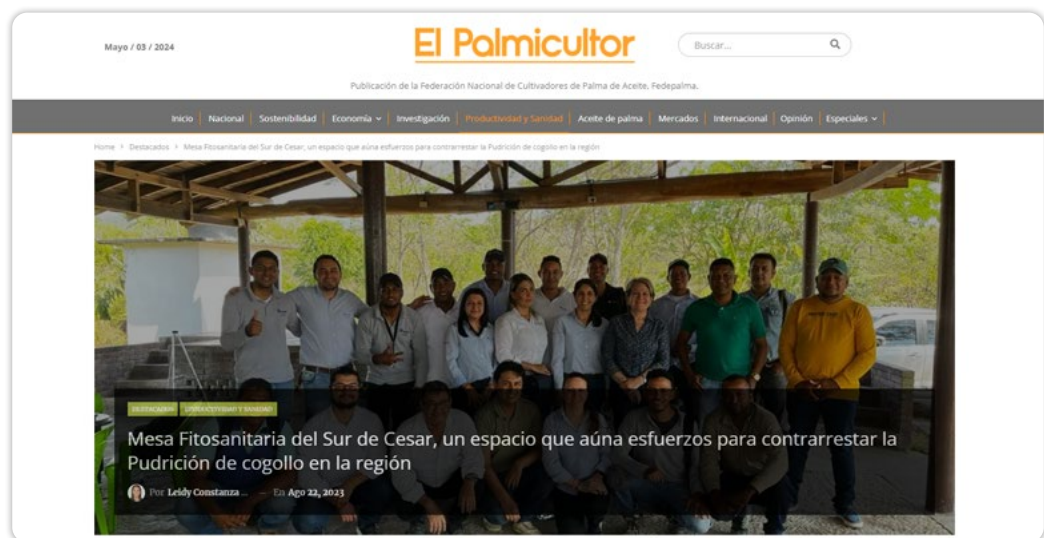 Mayo / 03 / 2024
El Palmicultor
Buscar...
Publicación de la Federación Nacional de Cultivadores de Palma de Aceite, Fedepalma.
Inicio | Nacional | Sostenibilidad | Economía | Investigación | Productividad y Sanidad | Aceite de palma | Mercados | Internacional | Opinión | Especiales |
Home > Destacados > Mesa Fitosanitaria del Sur de Cesar, un espacio que aúna esfuerzos para contrarrestar la Pudrición de cogollo en la región
DESTACADOS PRODUCTIVIDAD Y SANIDAD
Mesa Fitosanitaria del Sur de Cesar, un espacio que aúna esfuerzos para contrarrestar la
Pudrición de cogollo en la región
Por Leidy Constanza ... — En Ago 22, 2023